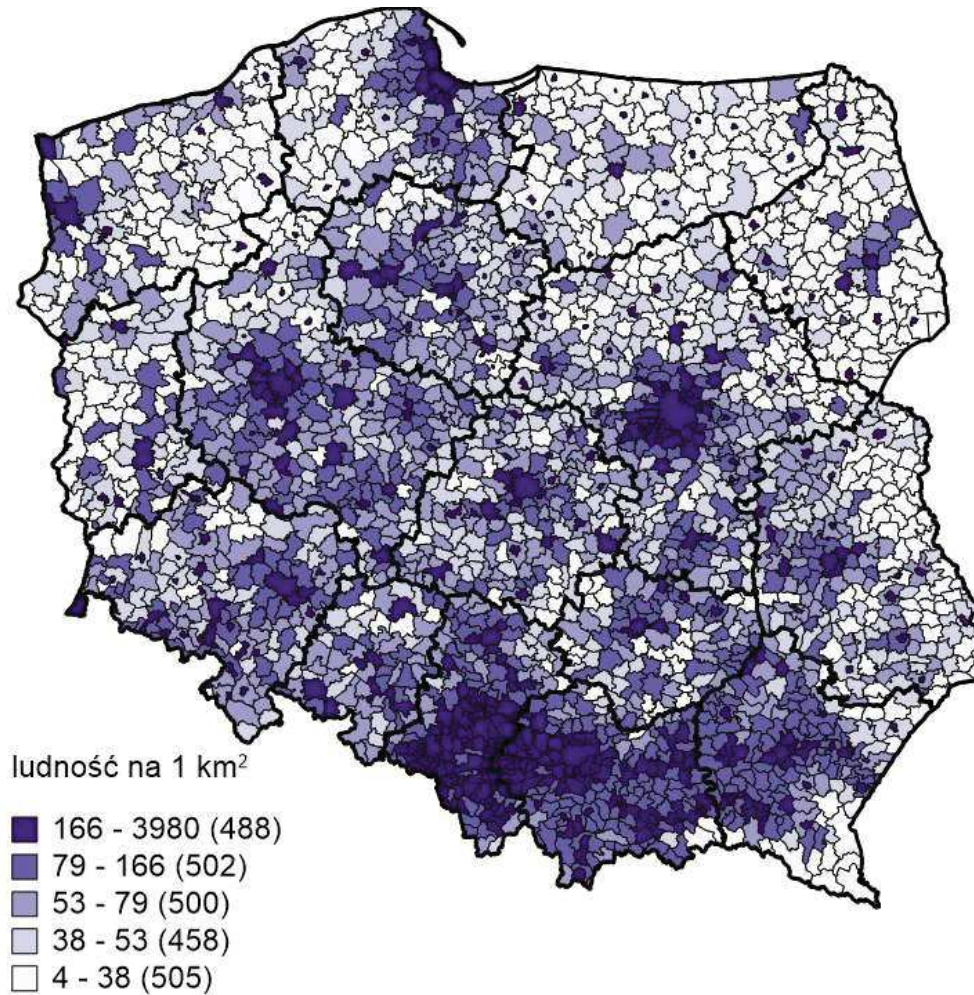 ludność na 1 km²
166 - 3980 (488)
79 - 166 (502)
53 - 79 (500)
38 - 53 (458)
4 - 38 (505)